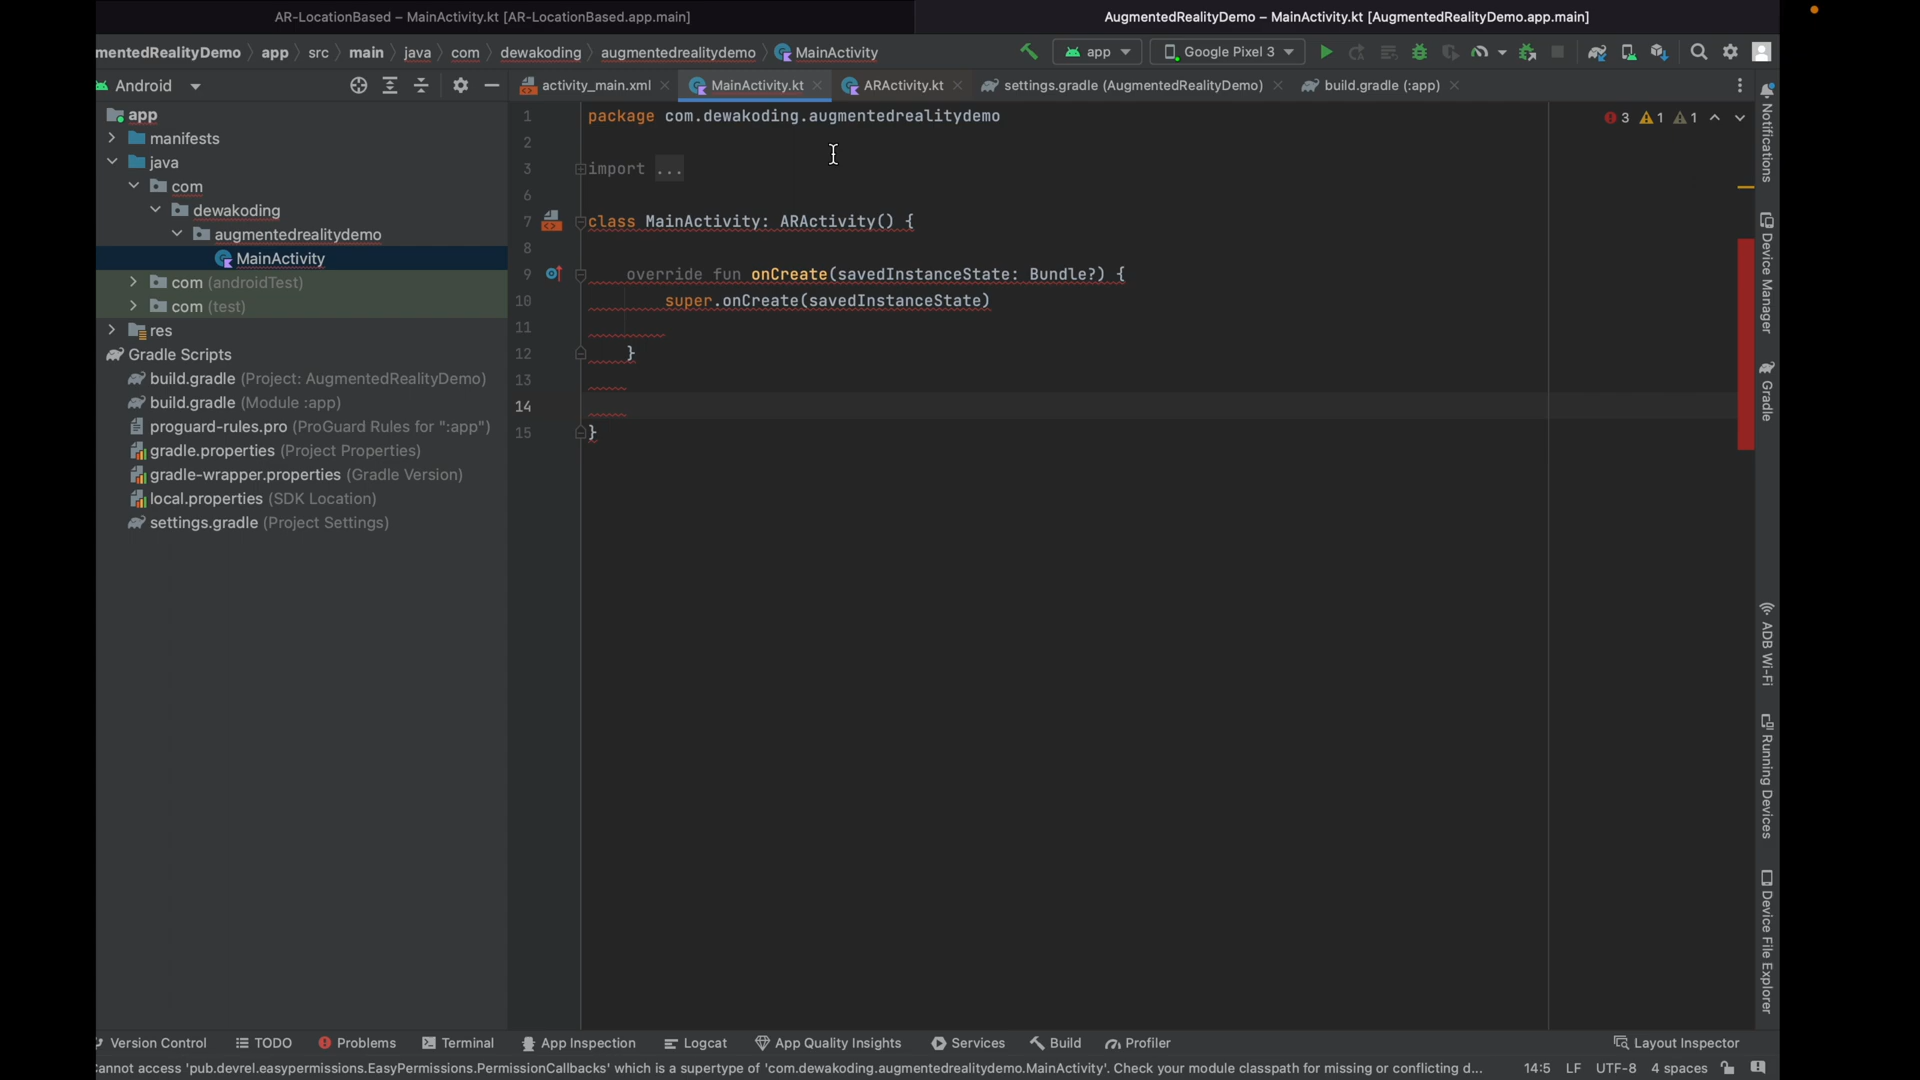 AR-LocationBased – MainActivity.kt [AR-LocationBased.app.main]
AugmentedRealityDemo – MainActivity.kt [AugmentedRealityDemo.app.main]
mentedRealityDemo app src main java com dewakoding augmentedrealitydemo MainActivity
app Google Pixel 3
Android
activity_main.xml MainActivity.kt ARActivity.kt settings.gradle (AugmentedRealityDemo) build.gradle (:app)
app
manifests
java
com
dewakoding
augmentedrealitydemo
MainActivity
com (androidTest)
com (test)
res
Gradle Scripts
build.gradle (Project: AugmentedRealityDemo)
build.gradle (Module :app)
proguard-rules.pro (ProGuard Rules for ":app")
gradle.properties (Project Properties)
gradle-wrapper.properties (Gradle Version)
local.properties (SDK Location)
settings.gradle (Project Settings)
1 package com.dewakoding.augmentedrealitydemo
2
3 import ...
6
7 class MainActivity: ARActivity() {
8
9 override fun onCreate(savedInstanceState: Bundle?) {
10 super.onCreate(savedInstanceState)
11
12 }
13
14
15 }
3 1 1
Notifications
Device Manager
Gradle
ADB Wi-Fi
Running Devices
Device File Explorer
Version Control TODO Problems Terminal App Inspection Logcat App Quality Insights Services Build Profiler Layout Inspector
annot access 'pub.devrel.easypermissions.EasyPermissions.PermissionCallbacks' which is a supertype of 'com.dewakoding.augmentedrealitydemo.MainActivity'. Check your module classpath for missing or conflicting d... 14:5 LF UTF-8 4 spaces